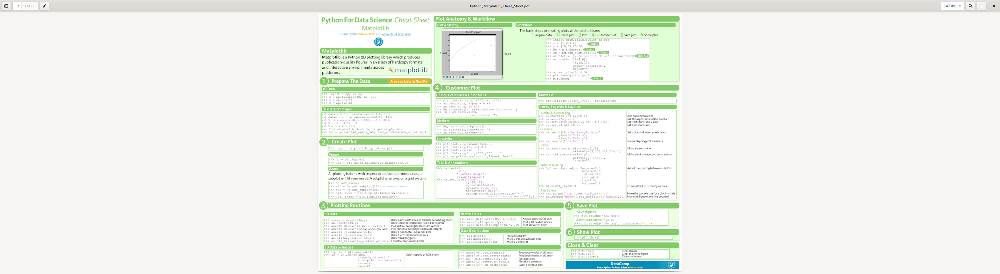 2 (1 of 1)
Python_Matplotlib_Cheat_Sheet.pdf
147.0%
Python For Data Science Cheat Sheet
Matplotlib
Learn Python Interactively at www.DataCamp.com
Matplotlib
Matplotlib is a Python 2D plotting library which produces
publication-quality figures in a variety of hardcopy formats
and interactive environments across
platforms.
matplotlib
1 Prepare The Data
Also see Lists & NumPy
1D Data
>>> import numpy as np
>>> x = np.linspace(0, 10, 100)
>>> y = np.cos(x)
>>> z = np.sin(x)
2D Data or Images
>>> data = 2 * np.random.random((10, 10))
>>> data2 = 3 * np.random.random((10, 10))
>>> Y, X = np.mgrid[-3:3:100j, -3:3:100j]
>>> U = -1 - X**2 + Y
>>> V = 1 + X - Y**2
>>> from matplotlib.cbook import get_sample_data
>>> img = np.load(get_sample_data('axes_grid/bivariate_normal.npy'))
2 Create Plot
>>> import matplotlib.pyplot as plt
Figure
>>> fig = plt.figure()
>>> fig2 = plt.figure(figsize=plt.figaspect(2.0))
Axes
All plotting is done with respect to an Axes. In most cases, a
subplot will fit your needs. A subplot is an axes on a grid system.
>>> fig.add_axes()
>>> ax1 = fig.add_subplot(221) # row-col-num
>>> ax3 = fig.add_subplot(212)
>>> fig3, axes = plt.subplots(nrows=2,ncols=2)
>>> fig4, axes2 = plt.subplots(ncols=3)
Plot Anatomy & Workflow
Plot Anatomy
Axes/Subplot
Y-axis
Figure
X-axis
Workflow
The basic steps to creating plots with matplotlib are:
1 Prepare data 2 Create plot 3 Plot 4 Customize plot 5 Save plot 6 Show plot
>>> import matplotlib.pyplot as plt
>>> x = [1,2,3,4]
>>> y = [10,20,25,30]
Step 1
>>> fig = plt.figure() Step 2
>>> ax = fig.add_subplot(111) Step 3
>>> ax.plot(x, y, color='lightblue', linewidth=3) Step 3, 4
>>> ax.scatter([2,4,6],
[5,15,25],
color='darkgreen',
marker='^')
>>> ax.set_xlim(1, 6.5)
>>> plt.savefig('foo.png')
>>> plt.show() Step 6
4 Customize Plot
Colors, Color Bars & Color Maps
>>> plt.plot(x, x, x, x**2, x, x**3)
>>> ax.plot(x, y, alpha = 0.4)
>>> ax.plot(x, y, c='k')
>>> fig.colorbar(im, orientation='horizontal')
>>> im = ax.imshow(img,
cmap='seismic')
Markers
>>> fig, ax = plt.subplots()
>>> ax.scatter(x,y,marker=".")
>>> ax.plot(x,y,marker="o")
Linestyles
>>> plt.plot(x,y,linewidth=4.0)
>>> plt.plot(x,y,ls='solid')
>>> plt.plot(x,y,ls='--')
>>> plt.plot(x,y,'--',x**2,y**2,'-.')
>>> plt.setp(lines,color='r',linewidth=4.0)
Text & Annotations
>>> ax.text(1,
-2.1,
'Example Graph',
style='italic')
>>> ax.annotate("Sine",
xy=(8, 0),
xycoords='data',
xytext=(10.5, 0),
textcoords='data',
arrowprops=dict(arrowstyle="->",
connectionstyle="arc3"),)
Mathtext
>>> plt.title(r'$sigma_i=15$', fontsize=20)
Limits, Legends & Layouts
Limits & Autoscaling
>>> ax.margins(x=0.0,y=0.1) Add padding to a plot
>>> ax.axis('equal') Set the aspect ratio of the plot to 1
>>> ax.set(xlim=[0,10.5],ylim=[-1.5,1.5]) Set limits for x-and y-axis
>>> ax.set_xlim(0,10.5) Set limits for x-axis
Legends
>>> ax.set(title='An Example Axes', Set a title and x-and y-axis labels
ylabel='Y-Axis',
xlabel='X-Axis')
>>> ax.legend(loc='best') No overlapping plot elements
Ticks
>>> ax.xaxis.set(ticks=range(1,5), Manually set x-ticks
ticklabels=[3,100,-12,"foo"])
>>> ax.tick_params(axis='y', Make y-ticks longer and go in and out
direction='inout',
length=10)
Subplot Spacing
>>> fig3.subplots_adjust(wspace=0.5, Adjust the spacing between subplots
hspace=0.3,
left=0.125,
right=0.9,
top=0.9,
bottom=0.1)
>>> fig.tight_layout() Fit subplot(s) in to the figure area
Axis Spines
>>> ax1.spines['top'].set_visible(False) Make the top axis line for a plot invisible
>>> ax1.spines['bottom'].set_position(('outward',10)) Move the bottom axis line outward
3 Plotting Routines
1D Data
>>> lines = ax.plot(x,y) Draw points with lines or markers connecting them
>>> ax.scatter(x,y) Draw unconnected points, scaled or colored
>>> axes[0,0].bar([1,2,3],[3,4,5]) Plot vertical rectangles (constant width)
>>> axes[1,0].barh([0.5,1,2.5],[0,1,2]) Plot horiontal rectangles (constant height)
>>> axes[1,1].axhline(0.45) Draw a horizontal line across axes
>>> axes[0,1].axvline(0.65) Draw a vertical line across axes
>>> ax.fill(x,y,color='blue') Draw filled polygons
>>> ax.fill_between(x,y,color='yellow') Fill between y-values and 0
Vector Fields
>>> axes[0,1].arrow(0,0,0.5,0.5) Add an arrow to the axes
>>> axes[1,1].quiver(y,z) Plot a 2D field of arrows
>>> axes[0,1].streamplot(X,Y,U,V) Plot 2D vector fields
Data Distributions
>>> ax1.hist(y) Plot a histogram
>>> ax3.boxplot(y) Make a box and whisker plot
>>> ax3.violinplot(z) Make a violin plot
2D Data or Images
>>> fig, ax = plt.subplots()
>>> im = ax.imshow(img, Colormapped or RGB arrays
cmap='gist_earth',
interpolation='nearest',
vmin=-2,
vmax=2)
>>> axes2[0].pcolor(data2) Pseudocolor plot of 2D array
>>> axes2[0].pcolormesh(data) Pseudocolor plot of 2D array
>>> CS = plt.contour(Y,X,U) Plot contours
>>> axes2[2].contourf(data1) Plot filled contours
>>> axes2[2]= ax.clabel(CS) Label a contour plot
5 Save Plot
Save figures
>>> plt.savefig('foo.png')
Save transparent figures
>>> plt.savefig('foo.png', transparent=True)
6 Show Plot
>>> plt.show()
Close & Clear
>>> plt.cla() Clear an axis
>>> plt.clf() Clear the entire figure
>>> plt.close() Close a window
DataCamp
Learn Python for Data Science Interactively